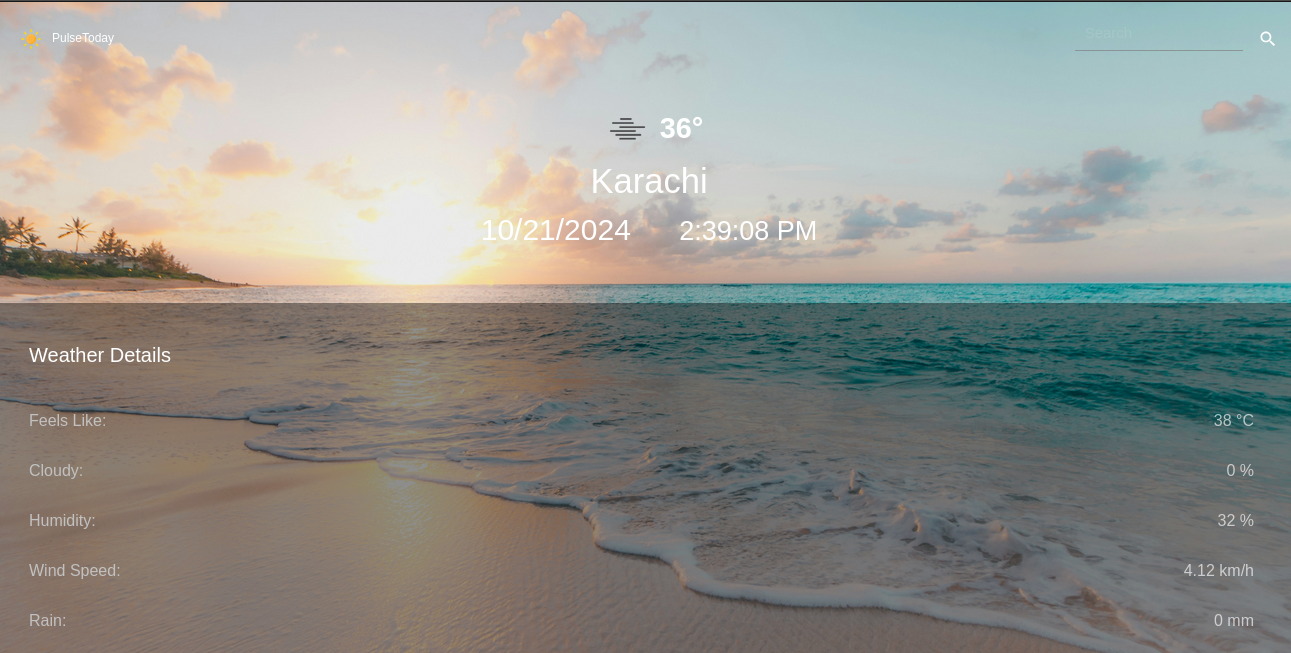 PulseToday
Search
36°
Karachi
10/21/2024 2:39:08 PM
Weather Details
Feels Like: 38 °C
Cloudy: 0 %
Humidity: 32 %
Wind Speed: 4.12 km/h
Rain: 0 mm